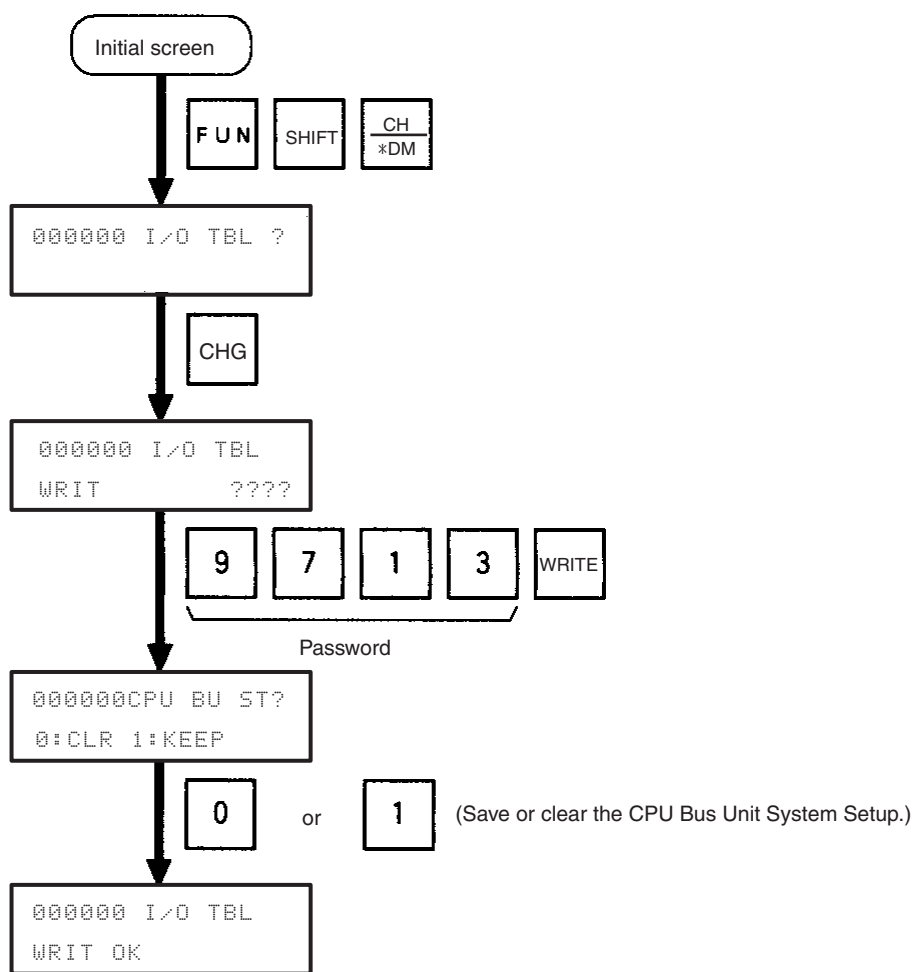 Initial screen
FUN SHIFT CH
*DM
000000 I/O TBL ?
CHG
000000 I/O TBL
WRIT ????
9 7 1 3 WRITE
Password
000000CPU BU ST?
0:CLR 1:KEEP
0 or 1 (Save or clear the CPU Bus Unit System Setup.)
000000 I/O TBL
WRIT OK